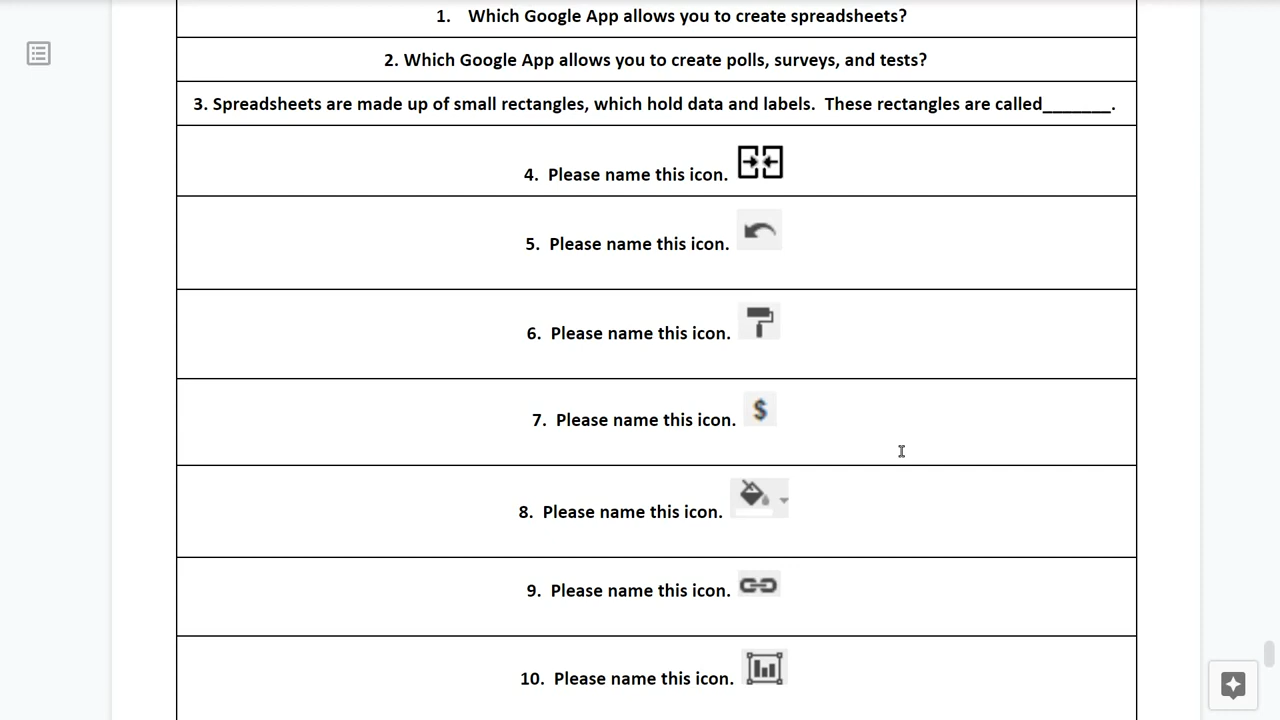 1. Which Google App allows you to create spreadsheets?
2. Which Google App allows you to create polls, surveys, and tests?
3. Spreadsheets are made up of small rectangles, which hold data and labels. These rectangles are called_______.
4. Please name this icon.
5. Please name this icon.
6. Please name this icon.
7. Please name this icon. $
8. Please name this icon.
9. Please name this icon.
10. Please name this icon.